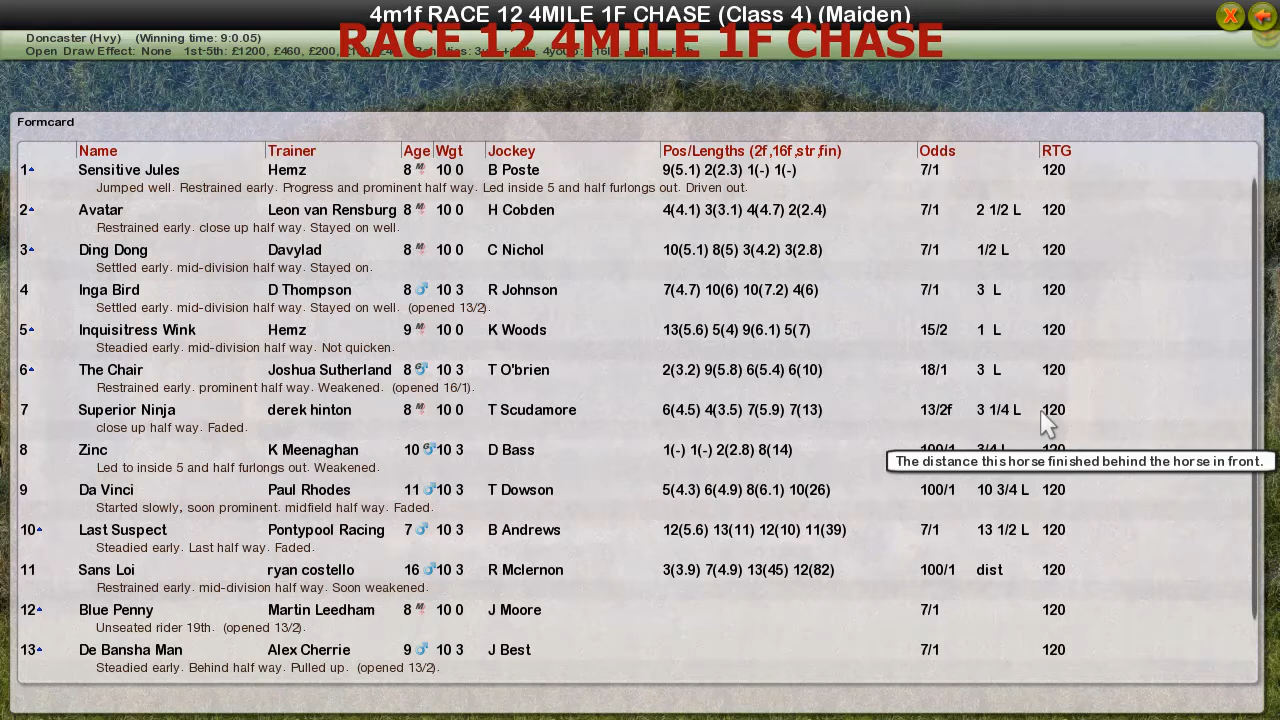 4m1f RACE 12 4MILE 1F CHASE (Class 4) (Maiden)
RACE 12 4MILE 1F CHASE
Doncaster (Hvy) (Winning time: 9:0.05)
Open Draw Effect: None 1st-5th: £1200, £460, £200,
Formcard
Name Trainer Age Wgt Jockey Pos/Lengths (2f,16f,str,fin) Odds RTG
1 Sensitive Jules Hemz 8 10 0 B Poste 9(5.1) 2(2.3) 1(-) 1(-) 7/1 120
Jumped well. Restrained early. Progress and prominent half way. Led inside 5 and half furlongs out. Driven out.
2 Avatar Leon van Rensburg 8 10 0 H Cobden 4(4.1) 3(3.1) 4(4.7) 2(2.4) 7/1 2 1/2 L 120
Restrained early. close up half way. Stayed on well.
3 Ding Dong Davylad 8 10 0 C Nichol 10(5.1) 8(5) 3(4.2) 3(2.8) 7/1 1/2 L 120
Settled early. mid-division half way. Stayed on.
4 Inga Bird D Thompson 8 10 3 R Johnson 7(4.7) 10(6) 10(7.2) 4(6) 7/1 3 L 120
Settled early. mid-division half way. Stayed on well. (opened 13/2).
5 Inquisitress Wink Hemz 9 10 0 K Woods 13(5.6) 5(4) 9(6.1) 5(7) 15/2 1 L 120
Steadied early. mid-division half way. Not quicken.
6 The Chair Joshua Sutherland 8 10 3 T O'brien 2(3.2) 9(5.8) 6(5.4) 6(10) 18/1 3 L 120
Restrained early. prominent half way. Weakened. (opened 16/1).
7 Superior Ninja derek hinton 8 10 0 T Scudamore 6(4.5) 4(3.5) 7(5.9) 7(13) 13/2f 3 1/4 L 120
close up half way. Faded.
8 Zinc K Meenaghan 10 10 3 D Bass 1(-) 1(-) 2(2.8) 8(14) 100/1 3/4 L 120
The distance this horse finished behind the horse in front.
Led to inside 5 and half furlongs out. Weakened.
9 Da Vinci Paul Rhodes 11 10 3 T Dowson 5(4.3) 6(4.9) 8(6.1) 10(26) 100/1 10 3/4 L 120
Started slowly, soon prominent. midfield half way. Faded.
10 Last Suspect Pontypool Racing 7 10 3 B Andrews 12(5.6) 13(11) 12(10) 11(39) 7/1 13 1/2 L 120
Steadied early. Last half way. Faded.
11 Sans Loi ryan costello 16 10 3 R Mclernon 3(3.9) 7(4.9) 13(45) 12(82) 100/1 dist 120
Restrained early. mid-division half way. Soon weakened.
12 Blue Penny Martin Leedham 8 10 0 J Moore 7/1 120
Unseated rider 19th. (opened 13/2).
13 De Bansha Man Alex Cherrie 9 10 3 J Best 7/1 120
Steadied early. Behind half way. Pulled up. (opened 13/2).